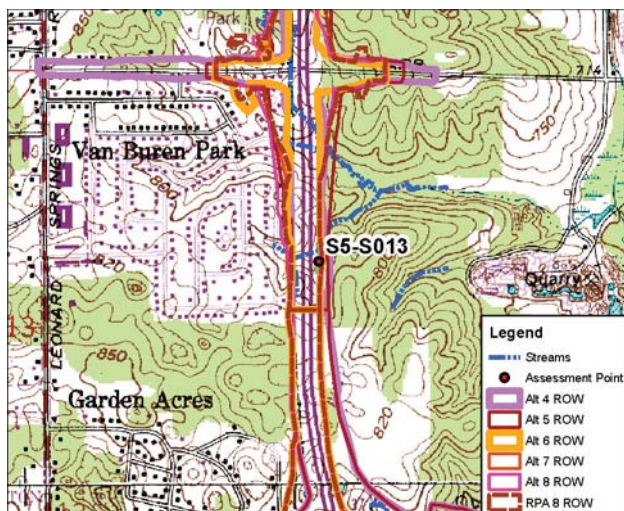 Park
850
714
750
Van Buren Park
800
LEONARD SPRINGS
820
S5-S013
800
Quarry
13
850
Garden Acres
820
Legend
Streams
Assessment Point
Alt 4 ROW
Alt 5 ROW
Alt 6 ROW
Alt 7 ROW
Alt 8 ROW
RPA 8 ROW